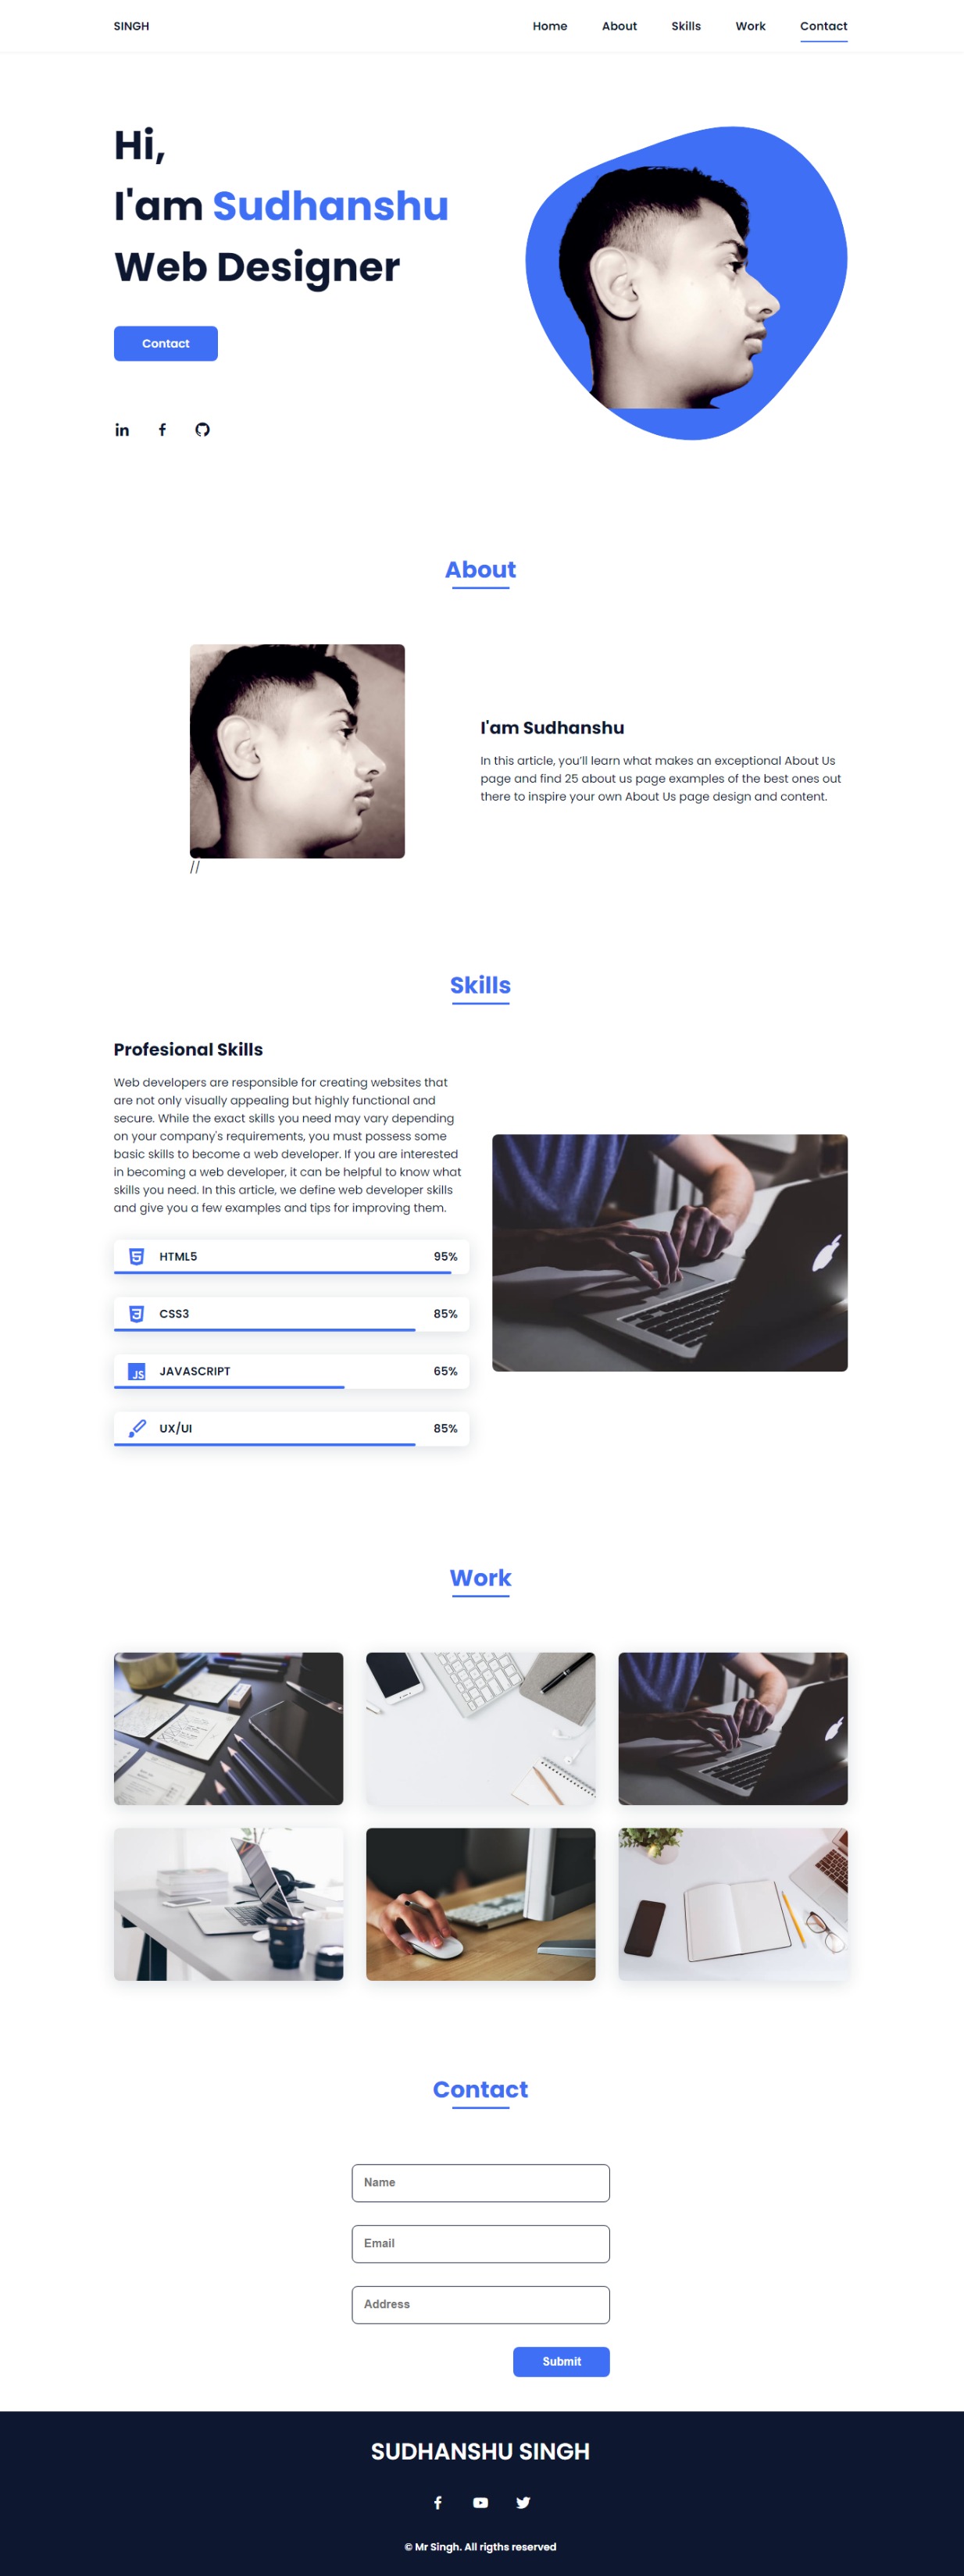 SINGH
Home
About
Skills
Work
Contact
Hi,
I'am Sudhanshu
Web Designer
Contact
About
I'am Sudhanshu
In this article, you'll learn what makes an exceptional About Us
page and find 25 about us page examples of the best ones out
there to inspire your own About Us page design and content.
//
Skills
Profesional Skills
Web developers are responsible for creating websites that
are not only visually appealing but highly functional and
secure. While the exact skills you need may vary depending
on your company's requirements, you must possess some
basic skills to become a web developer. If you are interested
in becoming a web developer, it can be helpful to know what
skills you need. In this article, we define web developer skills
and give you a few examples and tips for improving them.
HTML5 95%
CSS3 85%
JS JAVASCRIPT 65%
UX/UI 85%
Work
Contact
Name
Email
Address
Submit
SUDHANSHU SINGH
© Mr Singh. All rigths reserved